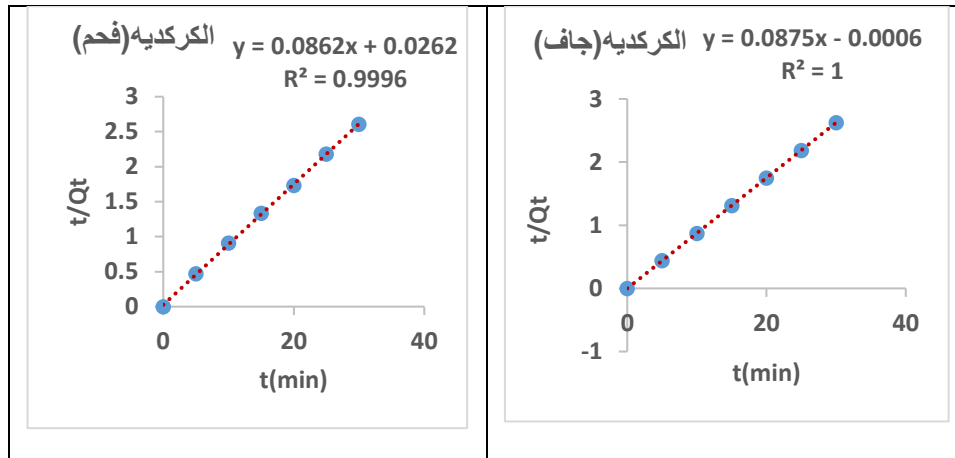 الكركديه(فحم)
y = 0.0862x + 0.0262
R² = 0.9996
3
2.5
2
1.5
1
0.5
0
t/Qt
0 20 40
t(min)
الكركديه(جاف)
y = 0.0875x - 0.0006
R² = 1
3
2
1
0
-1
t/Qt
0 20 40
t(min)